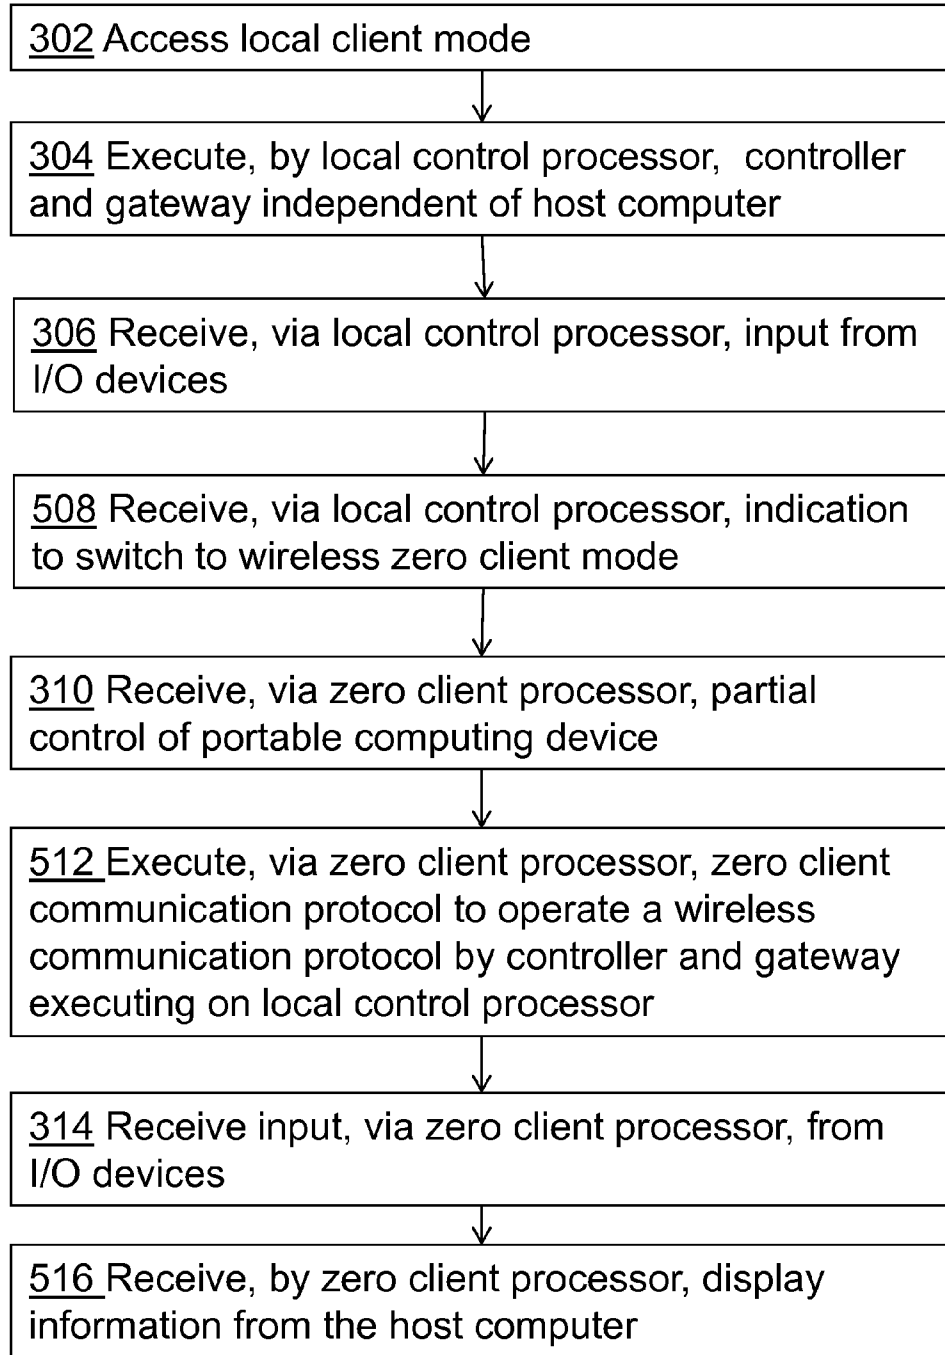 302 Access local client mode
304 Execute, by local control processor, controller
and gateway independent of host computer
306 Receive, via local control processor, input from
I/O devices
508 Receive, via local control processor, indication
to switch to wireless zero client mode
310 Receive, via zero client processor, partial
control of portable computing device
512 Execute, via zero client processor, zero client
communication protocol to operate a wireless
communication protocol by controller and gateway
executing on local control processor
314 Receive input, via zero client processor, from
I/O devices
516 Receive, by zero client processor, display
information from the host computer